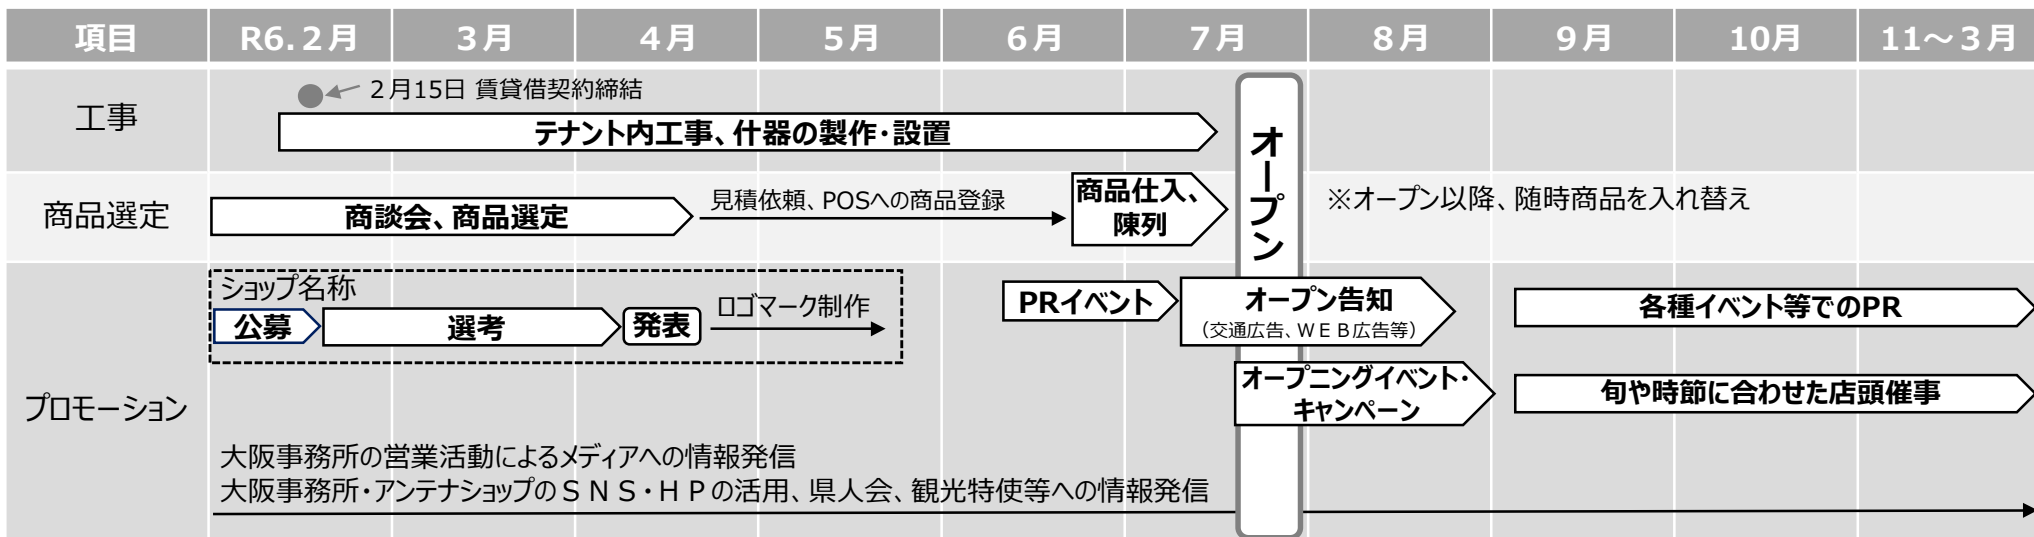 項目 R6.2月 3月 4月 5月 6月 7月 8月 9月 10月 11～3月
工事
2月15日 賃貸借契約締結
テナント内工事、什器の製作・設置
オープン
商品選定
商談会、商品選定
見積依頼、POSへの商品登録
商品仕入、
陳列
※オープン以降、随時商品を入れ替え
プロモーション
ショップ名称
公募
選考
発表
ロゴマーク制作
PRイベント
オープン告知
（交通広告、ＷＥＢ広告等）
各種イベント等でのPR
オープニングイベント・
キャンペーン
旬や時節に合わせた店頭催事
大阪事務所の営業活動によるメディアへの情報発信
大阪事務所・アンテナショップのＳＮＳ・ＨＰの活用、県人会、観光特使等への情報発信